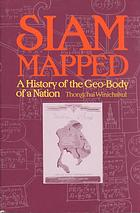 SIAM
MAPPED
A History of the Geo-Body
of a Nation
Thongchai Winichakul